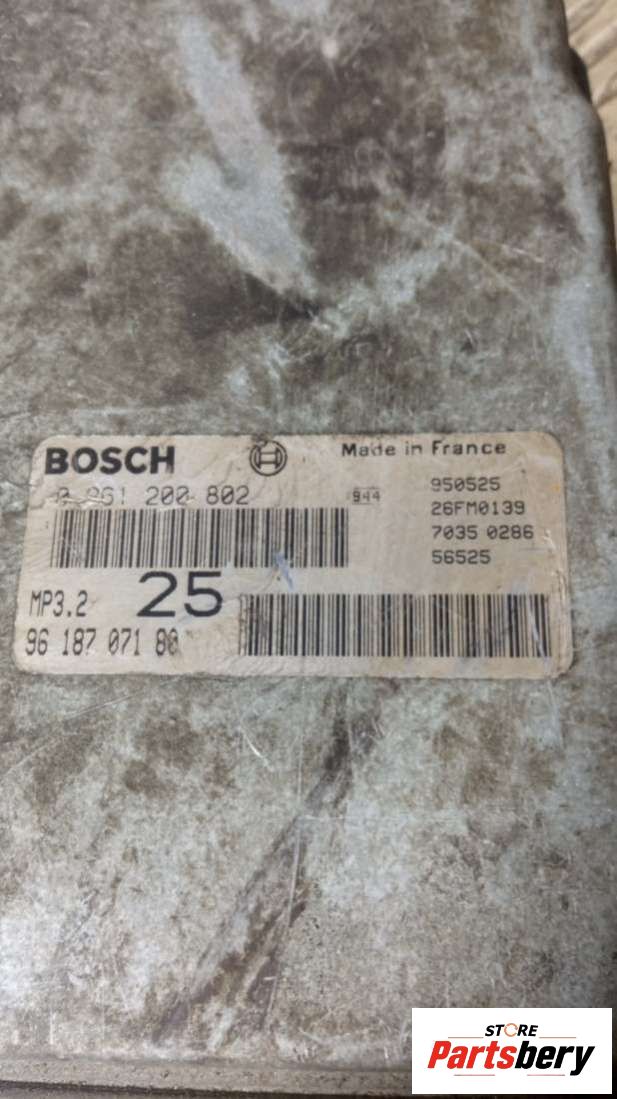 BOSCH
Made in France
0 261 200 802
944
950525
26FM0139
7035 0286
56525
MP3.2
25
96 187 071 80
STORE
Partsbery